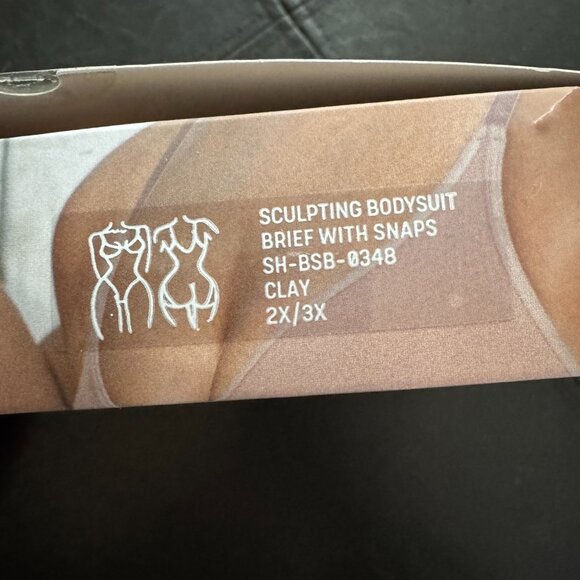 SCULPTING BODYSUIT
BRIEF WITH SNAPS
SH-BSB-0348
CLAY
2X/3X